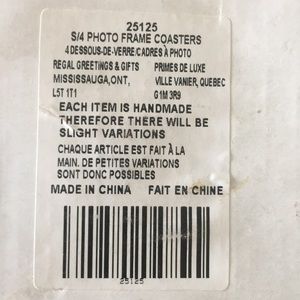 25125
S/4 PHOTO FRAME COASTERS
4 DESSOUS-DE-VERRE/CADRES À PHOTO
REGAL GREETINGS & GIFTS PRIMES DE LUXE
MISSISSAUGA,ONT, VILLE VANIER, QUEBEC
L5T 1T1 G1M 3R9
EACH ITEM IS HANDMADE
THEREFORE THERE WILL BE
SLIGHT VARIATIONS
CHAQUE ARTICLE EST FAIT À LA
MAIN. DE PETITES VARIATIONS
SONT DONC POSSIBLES
MADE IN CHINA FAIT EN CHINE
25125